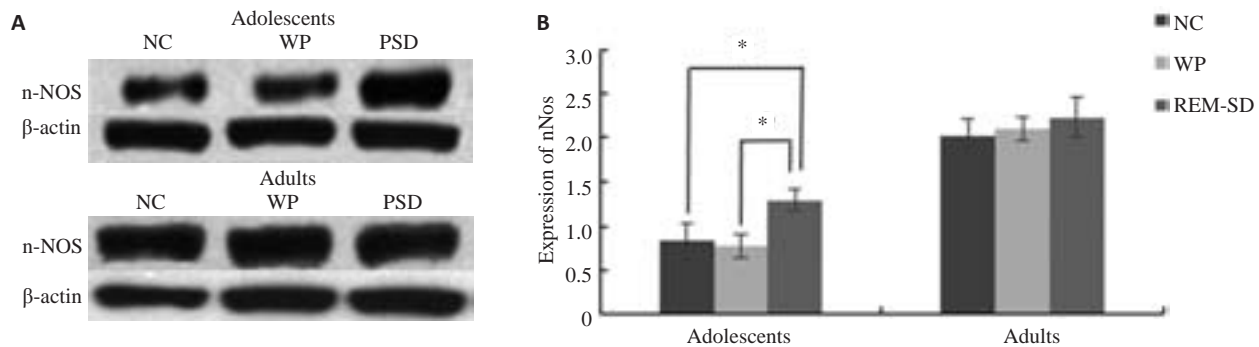 A
Adolescents
NC WP PSD
n-NOS
β-actin
Adults
NC WP PSD
n-NOS
β-actin
B
Expression of nNos
3.0
2.5
2.0
1.5
1.0
0.5
0
*
*
Adolescents Adults
NC
WP
REM-SD